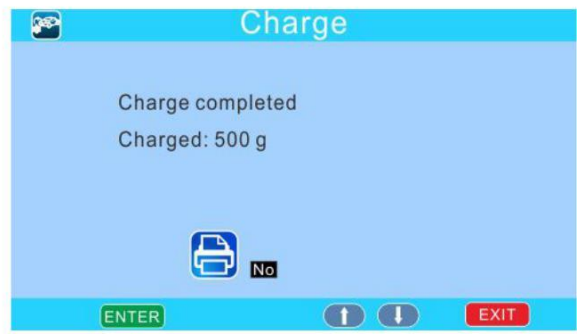 Charge
Charge completed
Charged: 500 g
No
ENTER
EXIT